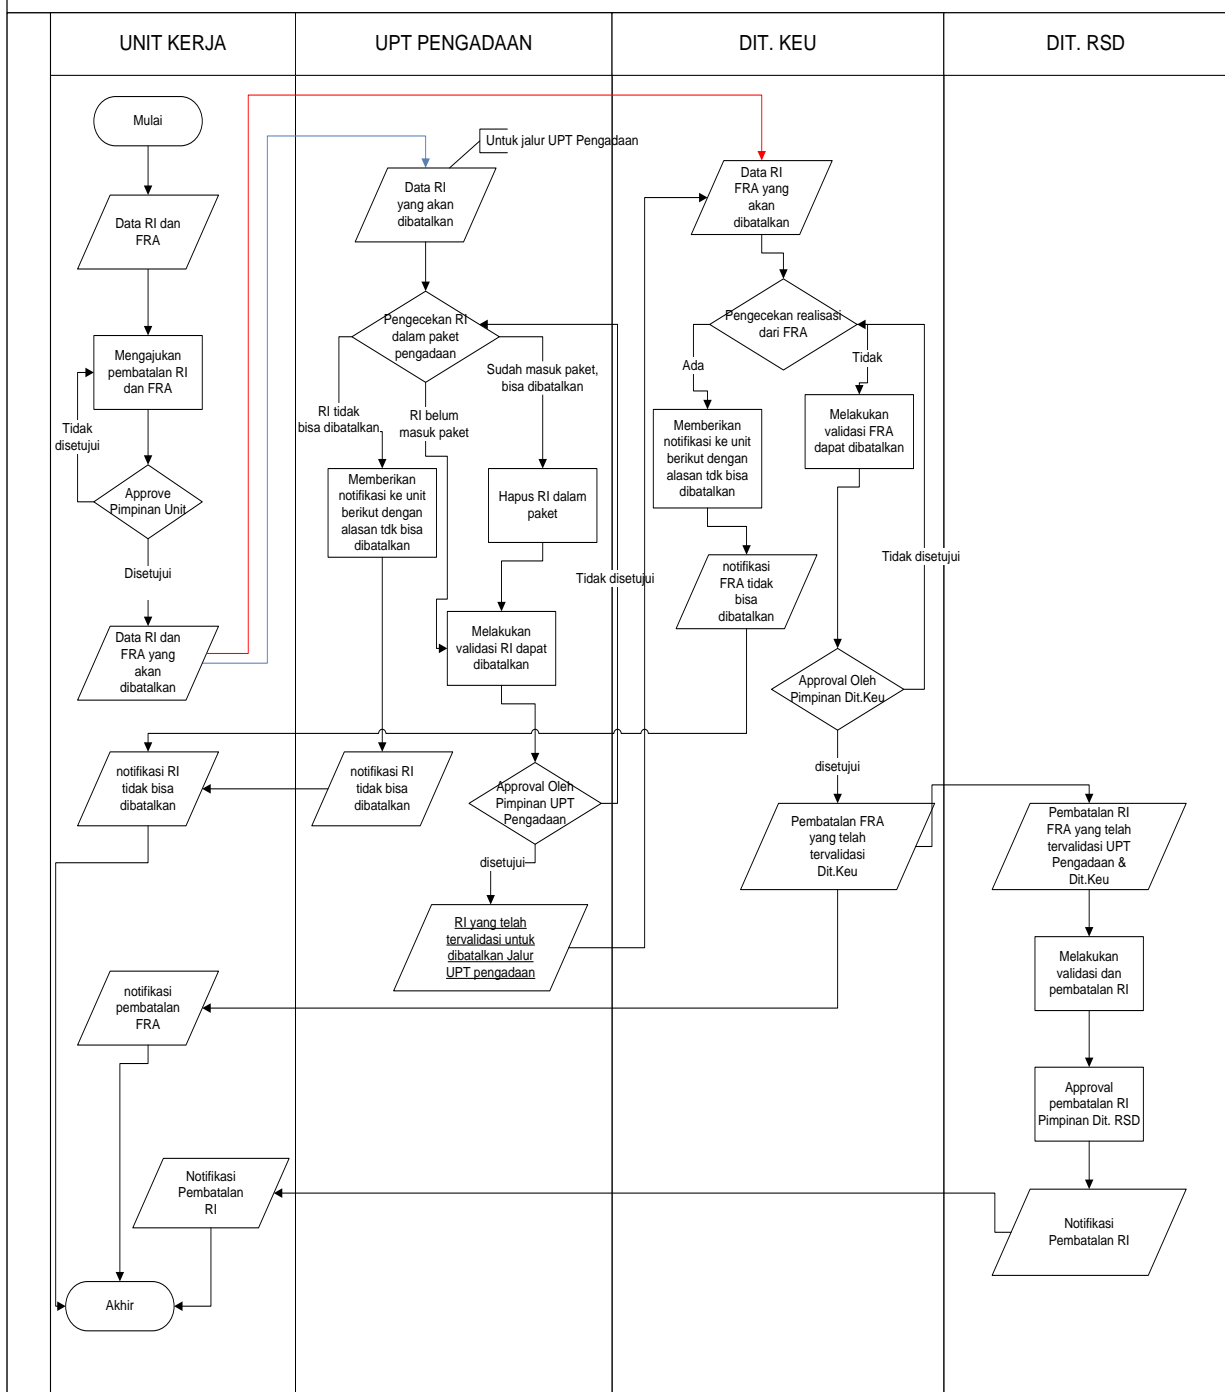 UNIT KERJA
UPT PENGADAAN
DIT. KEU
DIT. RSD
Mulai
Data RI dan
FRA
Mengajukan
pembatalan RI
dan FRA
Tidak
disetujui
Approve
Pimpinan Unit
Disetujui
Data RI dan
FRA yang
akan
dibatalkan
notifikasi RI
tidak bisa
dibatalkan
notifikasi
pembatalan
FRA
Notifikasi
Pembatalan
RI
Akhir
Untuk jalur UPT Pengadaan
Data RI
yang akan
dibatalkan
Pengecekan RI
dalam paket
pengadaan
RI tidak
bisa dibatalkan
RI belum
masuk paket
Sudah masuk paket,
bisa dibatalkan
Memberikan
notifikasi ke unit
berikut dengan
alasan tdk bisa
dibatalkan
Hapus RI dalam
paket
Tidak disetujui
Melakukan
validasi RI dapat
dibatalkan
notifikasi RI
tidak bisa
dibatalkan
Approval Oleh
Pimpinan UPT
Pengadaan
disetujui
RI yang telah
tervalidasi untuk
dibatalkan Jalur
UPT pengadaan
Data RI
FRA yang
akan
dibatalkan
Pengecekan realisasi
dari FRA
Ada
Tidak
Memberikan
notifikasi ke unit
berikut dengan
alasan tdk bisa
dibatalkan
Melakukan
validasi FRA
dapat dibatalkan
notifikasi
FRA tidak
bisa
dibatalkan
Tidak disetujui
Approval Oleh
Pimpinan Dit.Keu
disetujui
Pembatalan FRA
yang telah
tervalidasi
Dit.Keu
Pembatalan RI
FRA yang telah
tervalidasi UPT
Pengadaan &
Dit.Keu
Melakukan
validasi dan
pembatalan RI
Approval
pembatalan RI
Pimpinan Dit. RSD
Notifikasi
Pembatalan RI